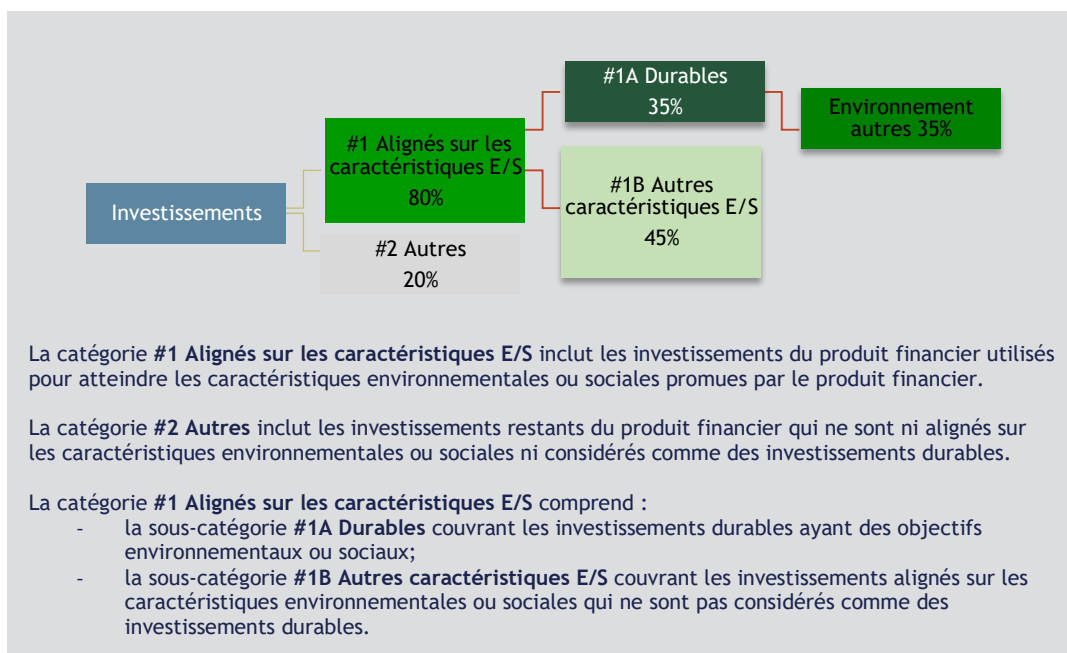 #1A Durables
35%
Environnement
autres 35%
#1 Alignés sur les
caractéristiques E/S
80%
#1B Autres
caractéristiques E/S
45%
Investissements
#2 Autres
20%
La catégorie #1 Alignés sur les caractéristiques E/S inclut les investissements du produit financier utilisés
pour atteindre les caractéristiques environnementales ou sociales promues par le produit financier.
La catégorie #2 Autres inclut les investissements restants du produit financier qui ne sont ni alignés sur
les caractéristiques environnementales ou sociales ni considérés comme des investissements durables.
La catégorie #1 Alignés sur les caractéristiques E/S comprend :
- la sous-catégorie #1A Durables couvrant les investissements durables ayant des objectifs
environnementaux ou sociaux;
- la sous-catégorie #1B Autres caractéristiques E/S couvrant les investissements alignés sur les
caractéristiques environnementales ou sociales qui ne sont pas considérés comme des
investissements durables.